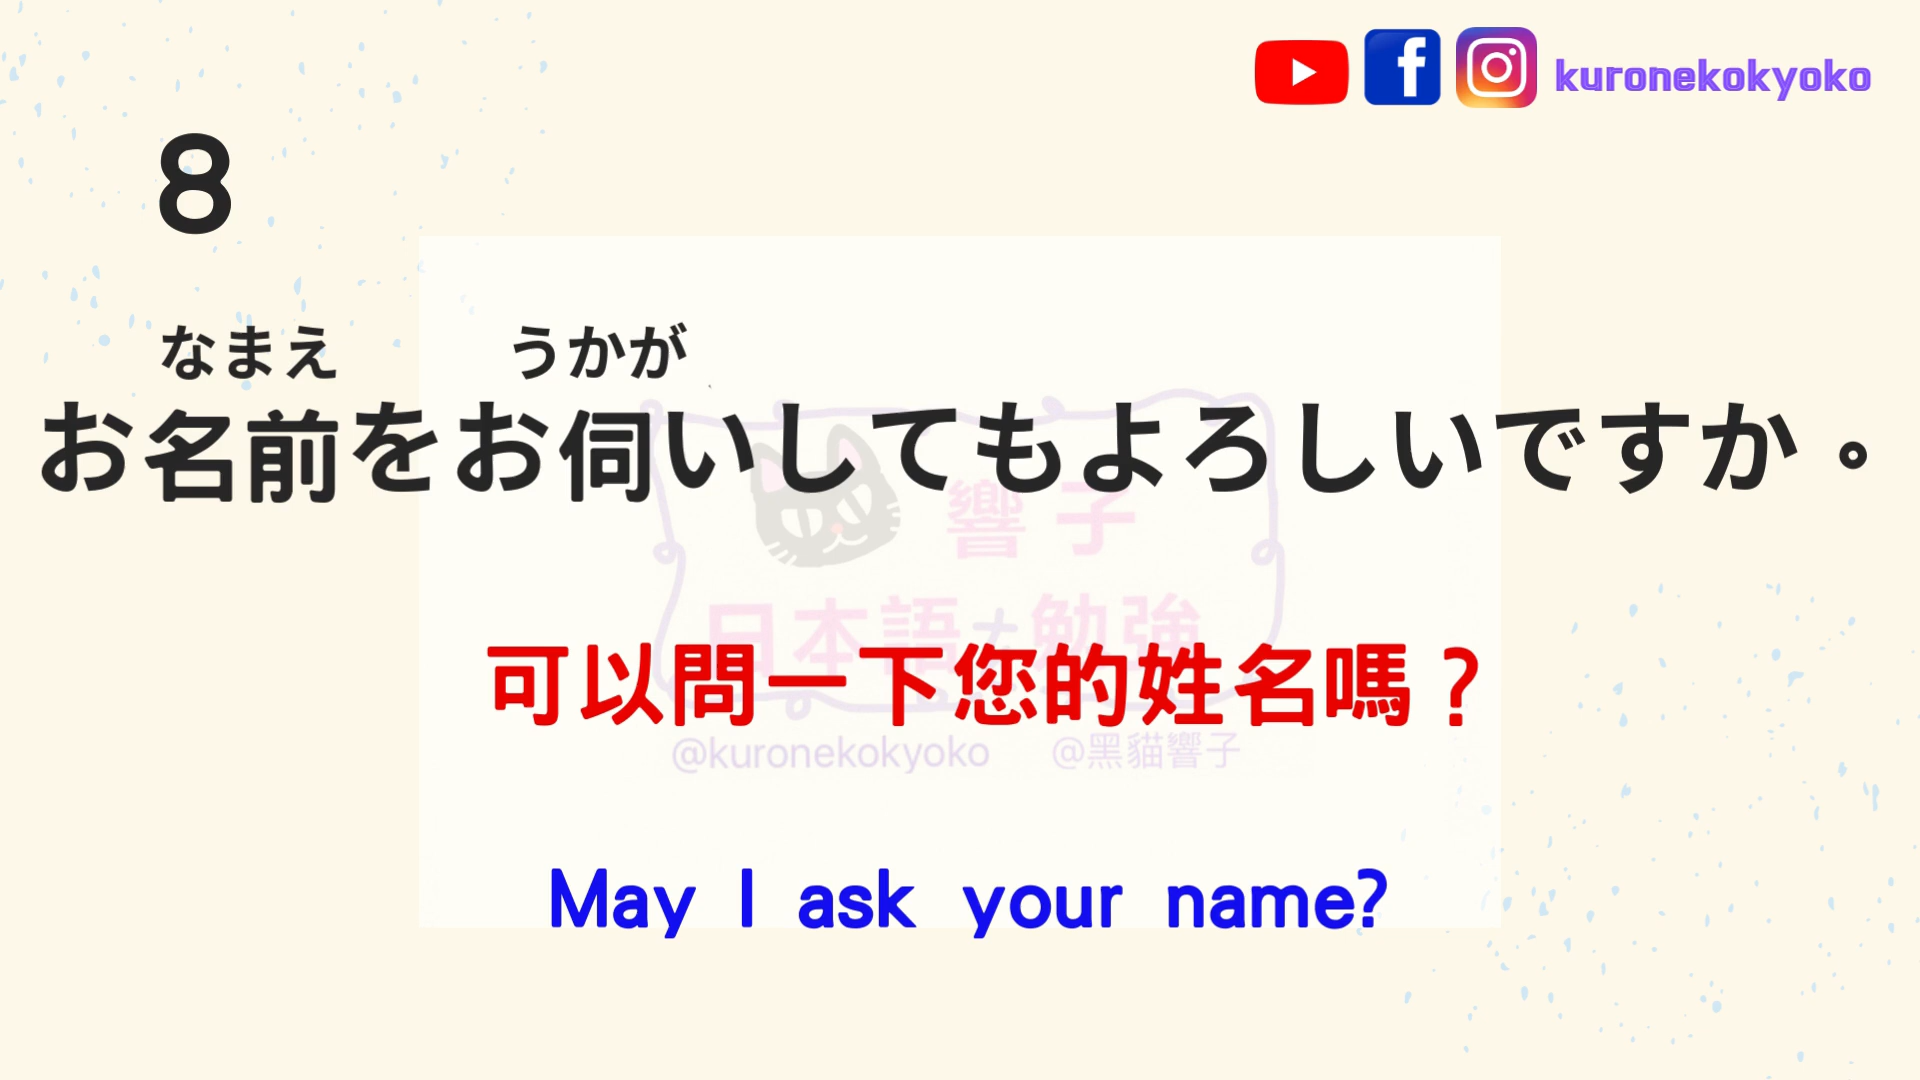 kuronekokyoko
8
なまえ うかが
お名前をお伺いしてもよろしいですか。
響子
日本語も勉強
可以問一下您的姓名嗎？
@kuronekokyoko @黑貓響子
May I ask your name?